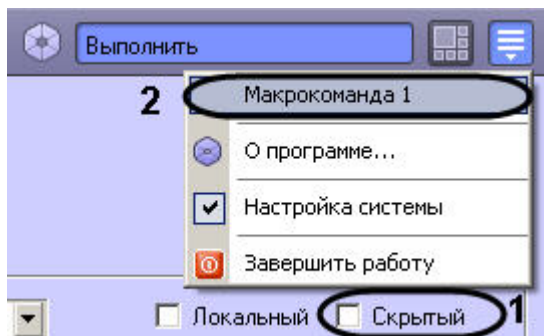 Выполнить
2
Макрокоманда 1
О программе...
Настройка системы
Завершить работу
Локальный
Скрытый
1